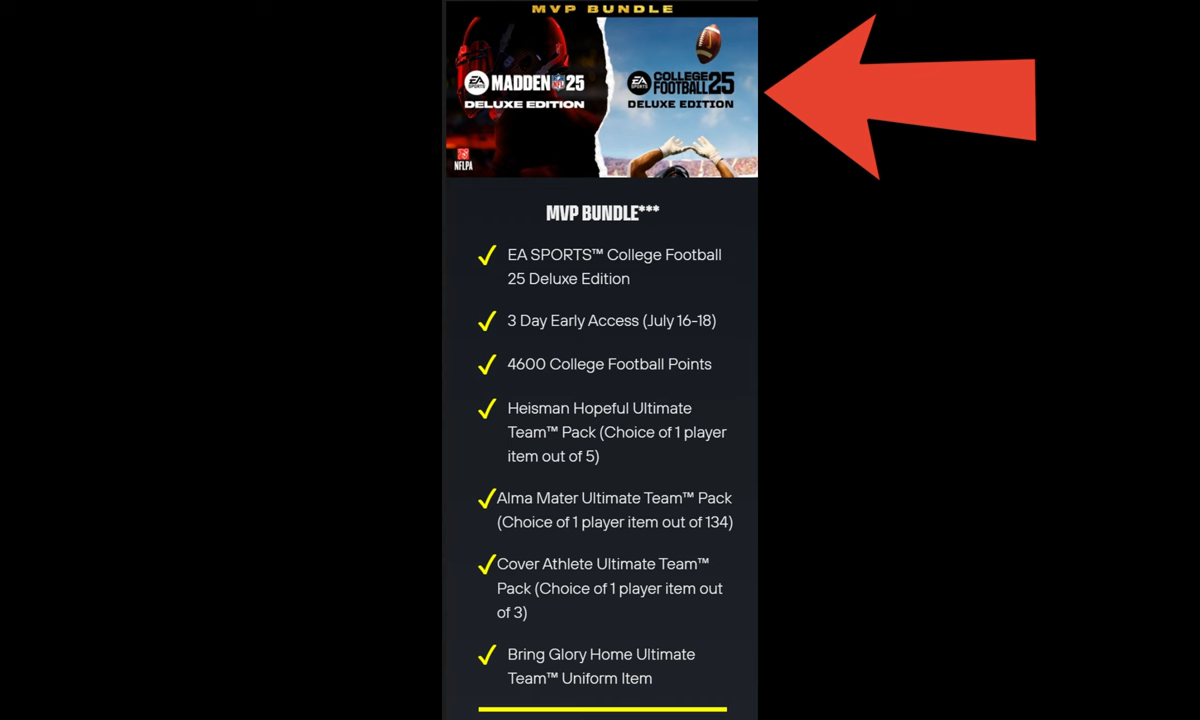 MVP BUNDLE
EA SPORTS MADDEN NFL 25
DELUXE EDITION
NFLPA
EA SPORTS COLLEGE FOOTBALL 25
DELUXE EDITION
MVP BUNDLE***
EA SPORTS™ College Football
25 Deluxe Edition
3 Day Early Access (July 16-18)
4600 College Football Points
Heisman Hopeful Ultimate
Team™ Pack (Choice of 1 player
item out of 5)
Alma Mater Ultimate Team™ Pack
(Choice of 1 player item out of 134)
Cover Athlete Ultimate Team™
Pack (Choice of 1 player item out
of 3)
Bring Glory Home Ultimate
Team™ Uniform Item